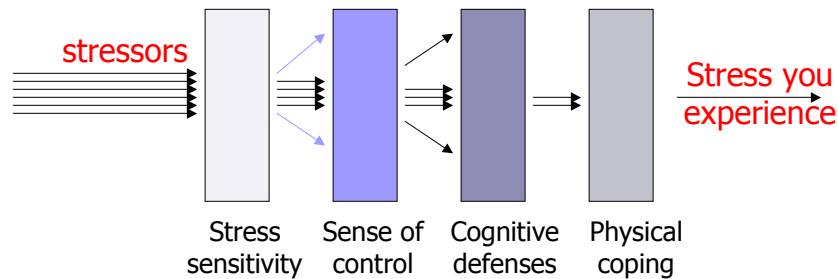 stressors
Stress you
experience
Stress
sensitivity
Sense of
control
Cognitive
defenses
Physical
coping